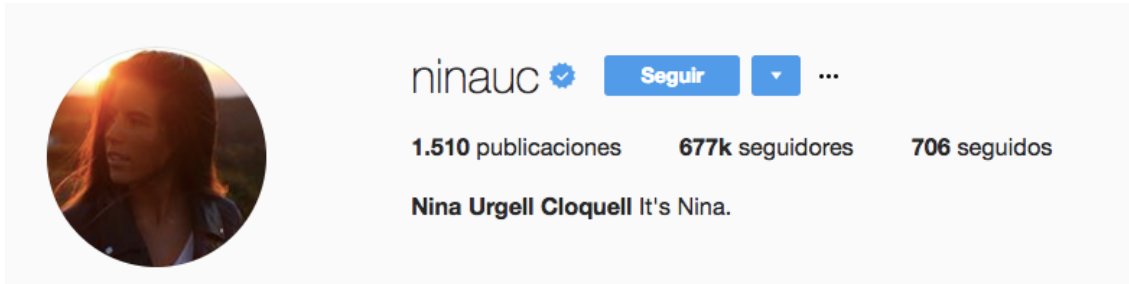 ninauc Seguir ...
1.510 publicaciones 677k seguidores 706 seguidos
Nina Urgell Cloquell It's Nina.